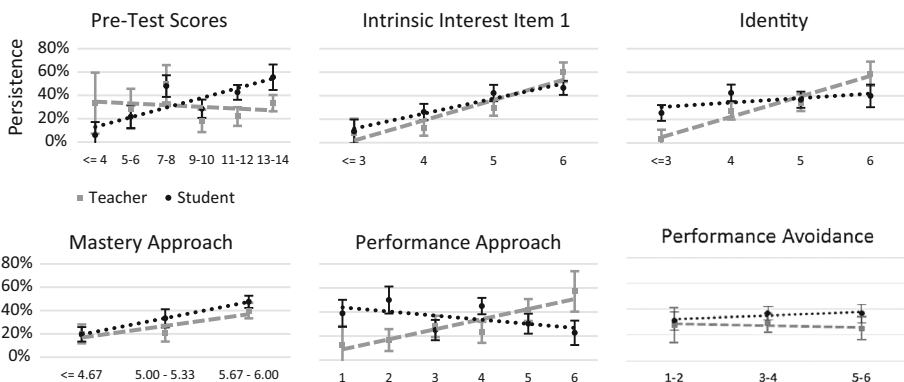 Pre-Test Scores
Intrinsic Interest Item 1
Identity
Persistence
80%
60%
40%
20%
0%
<= 4 5-6 7-8 9-10 11-12 13-14
<= 3 4 5 6
<=3 4 5 6
Teacher Student
Mastery Approach
Performance Approach
Performance Avoidance
80%
60%
40%
20%
0%
<= 4.67 5.00 - 5.33 5.67 - 6.00
1 2 3 4 5 6
1-2 3-4 5-6